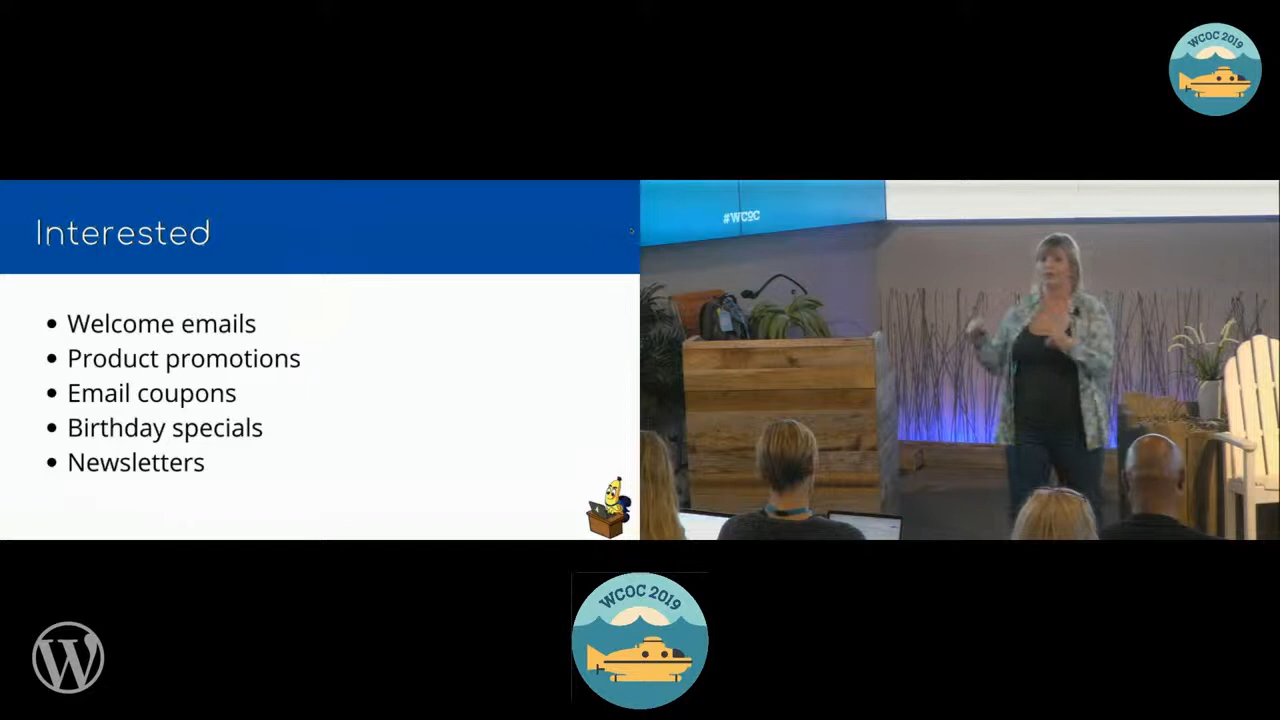 WCOC 2019
Interested
• Welcome emails
• Product promotions
• Email coupons
• Birthday specials
• Newsletters
#WCOC
WCOC 2019
W